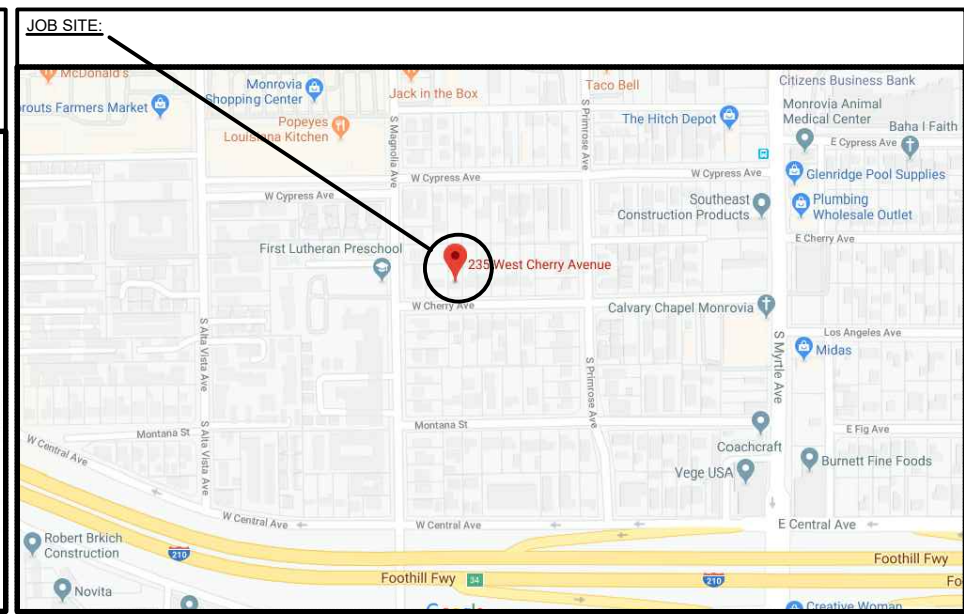 JOB SITE:
McDonald's
Monrovia
Shopping Center
Jack in the Box
Taco Bell
Citizens Business Bank
routs Farmers Market
Popeyes
Louisiana Kitchen
S Magnolia Ave
S Primrose Ave
The Hitch Depot
Monrovia Animal
Medical Center
Baha I Faith
E Cypress Ave
W Cypress Ave
W Cypress Ave
W Cypress Ave
Glenridge Pool Supplies
Southeast
Construction Products
Plumbing
Wholesale Outlet
First Lutheran Preschool
235 West Cherry Avenue
E Cherry Ave
W Cherry Ave
Calvary Chapel Monrovia
S Alta Vista Ave
S Myrtle Ave
Los Angeles Ave
Midas
S Primrose Ave
Montana St
S Alta Vista Ave
Montana St
E Fig Ave
W Central Ave
Coachcraft
Vege USA
Burnett Fine Foods
W Central Ave
W Central Ave
E Central Ave
Robert Brkich
Construction
210
Foothill Fwy
Foothill Fwy
34
210
Fo
Novita
Creative Woman